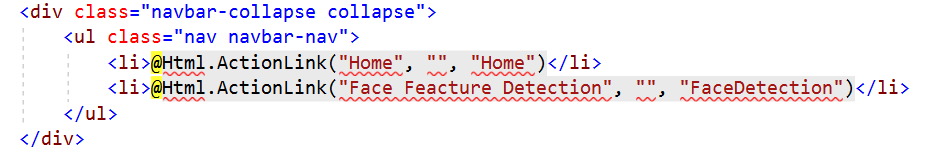 <div class="navbar-collapse collapse">
<ul class="nav navbar-nav">
<li>@Html.ActionLink("Home", "", "Home")</li>
<li>@Html.ActionLink("Face Feacture Detection", "", "FaceDetection")</li>
</ul>
</div>